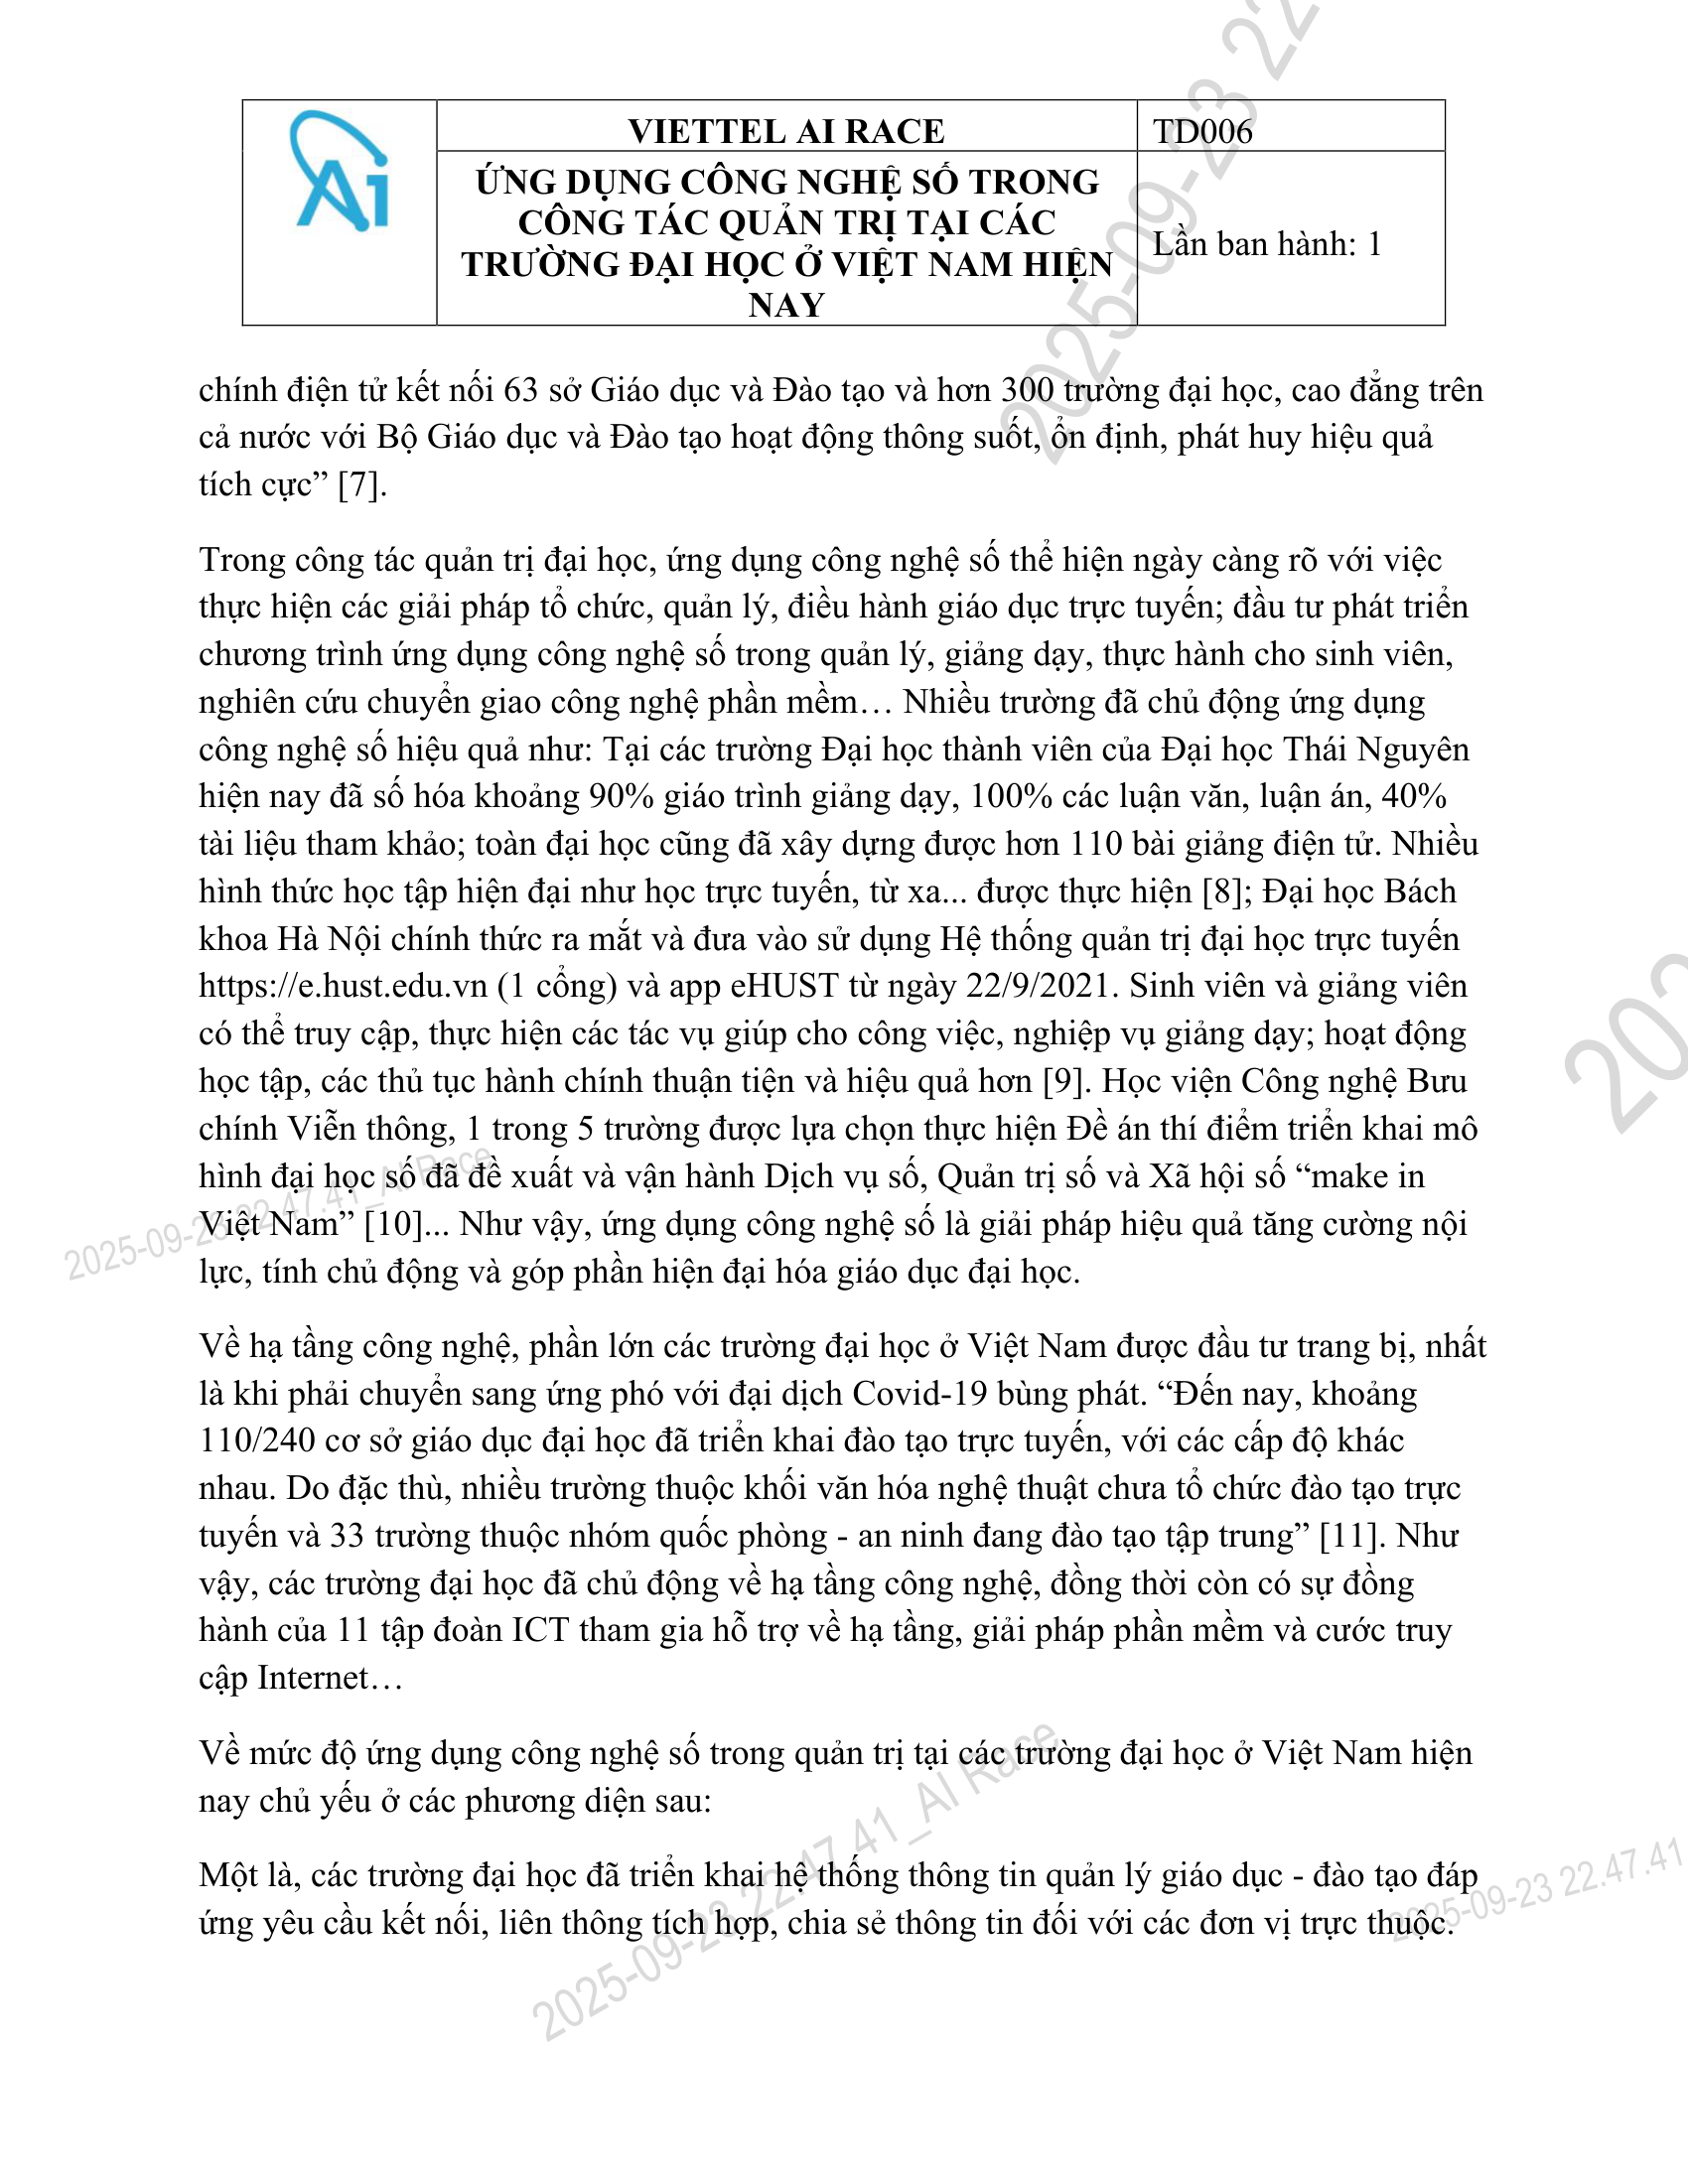 Ai
VIETTEL AI RACE
TD006
ỨNG DỤNG CÔNG NGHỆ SỐ TRONG
CÔNG TÁC QUẢN TRỊ TẠI CÁC
TRƯỜNG ĐẠI HỌC Ở VIỆT NAM HIỆN
NAY
Lần ban hành: 1
chính điện tử kết nối 63 sở Giáo dục và Đào tạo và hơn 300 trường đại học, cao đẳng trên
cả nước với Bộ Giáo dục và Đào tạo hoạt động thông suốt, ổn định, phát huy hiệu quả
tích cực” [7].
Trong công tác quản trị đại học, ứng dụng công nghệ số thể hiện ngày càng rõ với việc
thực hiện các giải pháp tổ chức, quản lý, điều hành giáo dục trực tuyến; đầu tư phát triển
chương trình ứng dụng công nghệ số trong quản lý, giảng dạy, thực hành cho sinh viên,
nghiên cứu chuyển giao công nghệ phần mềm… Nhiều trường đã chủ động ứng dụng
công nghệ số hiệu quả như: Tại các trường Đại học thành viên của Đại học Thái Nguyên
hiện nay đã số hóa khoảng 90% giáo trình giảng dạy, 100% các luận văn, luận án, 40%
tài liệu tham khảo; toàn đại học cũng đã xây dựng được hơn 110 bài giảng điện tử. Nhiều
hình thức học tập hiện đại như học trực tuyến, từ xa... được thực hiện [8]; Đại học Bách
khoa Hà Nội chính thức ra mắt và đưa vào sử dụng Hệ thống quản trị đại học trực tuyến
https://e.hust.edu.vn (1 cổng) và app eHUST từ ngày 22/9/2021. Sinh viên và giảng viên
có thể truy cập, thực hiện các tác vụ giúp cho công việc, nghiệp vụ giảng dạy; hoạt động
học tập, các thủ tục hành chính thuận tiện và hiệu quả hơn [9]. Học viện Công nghệ Bưu
chính Viễn thông, 1 trong 5 trường được lựa chọn thực hiện Đề án thí điểm triển khai mô
hình đại học số đã đề xuất và vận hành Dịch vụ số, Quản trị số và Xã hội số “make in
Việt Nam” [10]... Như vậy, ứng dụng công nghệ số là giải pháp hiệu quả tăng cường nội
lực, tính chủ động và góp phần hiện đại hóa giáo dục đại học.
Về hạ tầng công nghệ, phần lớn các trường đại học ở Việt Nam được đầu tư trang bị, nhất
là khi phải chuyển sang ứng phó với đại dịch Covid-19 bùng phát. “Đến nay, khoảng
110/240 cơ sở giáo dục đại học đã triển khai đào tạo trực tuyến, với các cấp độ khác
nhau. Do đặc thù, nhiều trường thuộc khối văn hóa nghệ thuật chưa tổ chức đào tạo trực
tuyến và 33 trường thuộc nhóm quốc phòng - an ninh đang đào tạo tập trung” [11]. Như
vậy, các trường đại học đã chủ động về hạ tầng công nghệ, đồng thời còn có sự đồng
hành của 11 tập đoàn ICT tham gia hỗ trợ về hạ tầng, giải pháp phần mềm và cước truy
cập Internet…
Về mức độ ứng dụng công nghệ số trong quản trị tại các trường đại học ở Việt Nam hiện
nay chủ yếu ở các phương diện sau:
Một là, các trường đại học đã triển khai hệ thống thông tin quản lý giáo dục - đào tạo đáp
ứng yêu cầu kết nối, liên thông tích hợp, chia sẻ thông tin đối với các đơn vị trực thuộc.
2025-09-23 22
202
2025-09-23 22.47.41_AI Race
2025-09-23 22.47.41_AI Race
2025-09-23 22.47.41